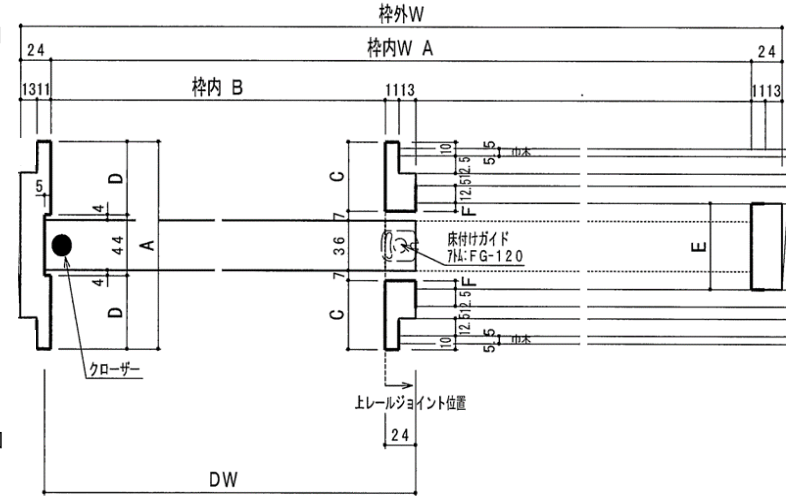 枠外W
24
枠内W A
24
1311
枠内 B
1113
1113
10
5.5
巾木
12.5
12.5
D
C
F
5
4
7
44
A
36
床付けガイド
アトム:FG-120
E
4
7
F
D
C
12.5
12.5
10
5.5
巾木
クローザー
上レールジョイント位置
24
DW